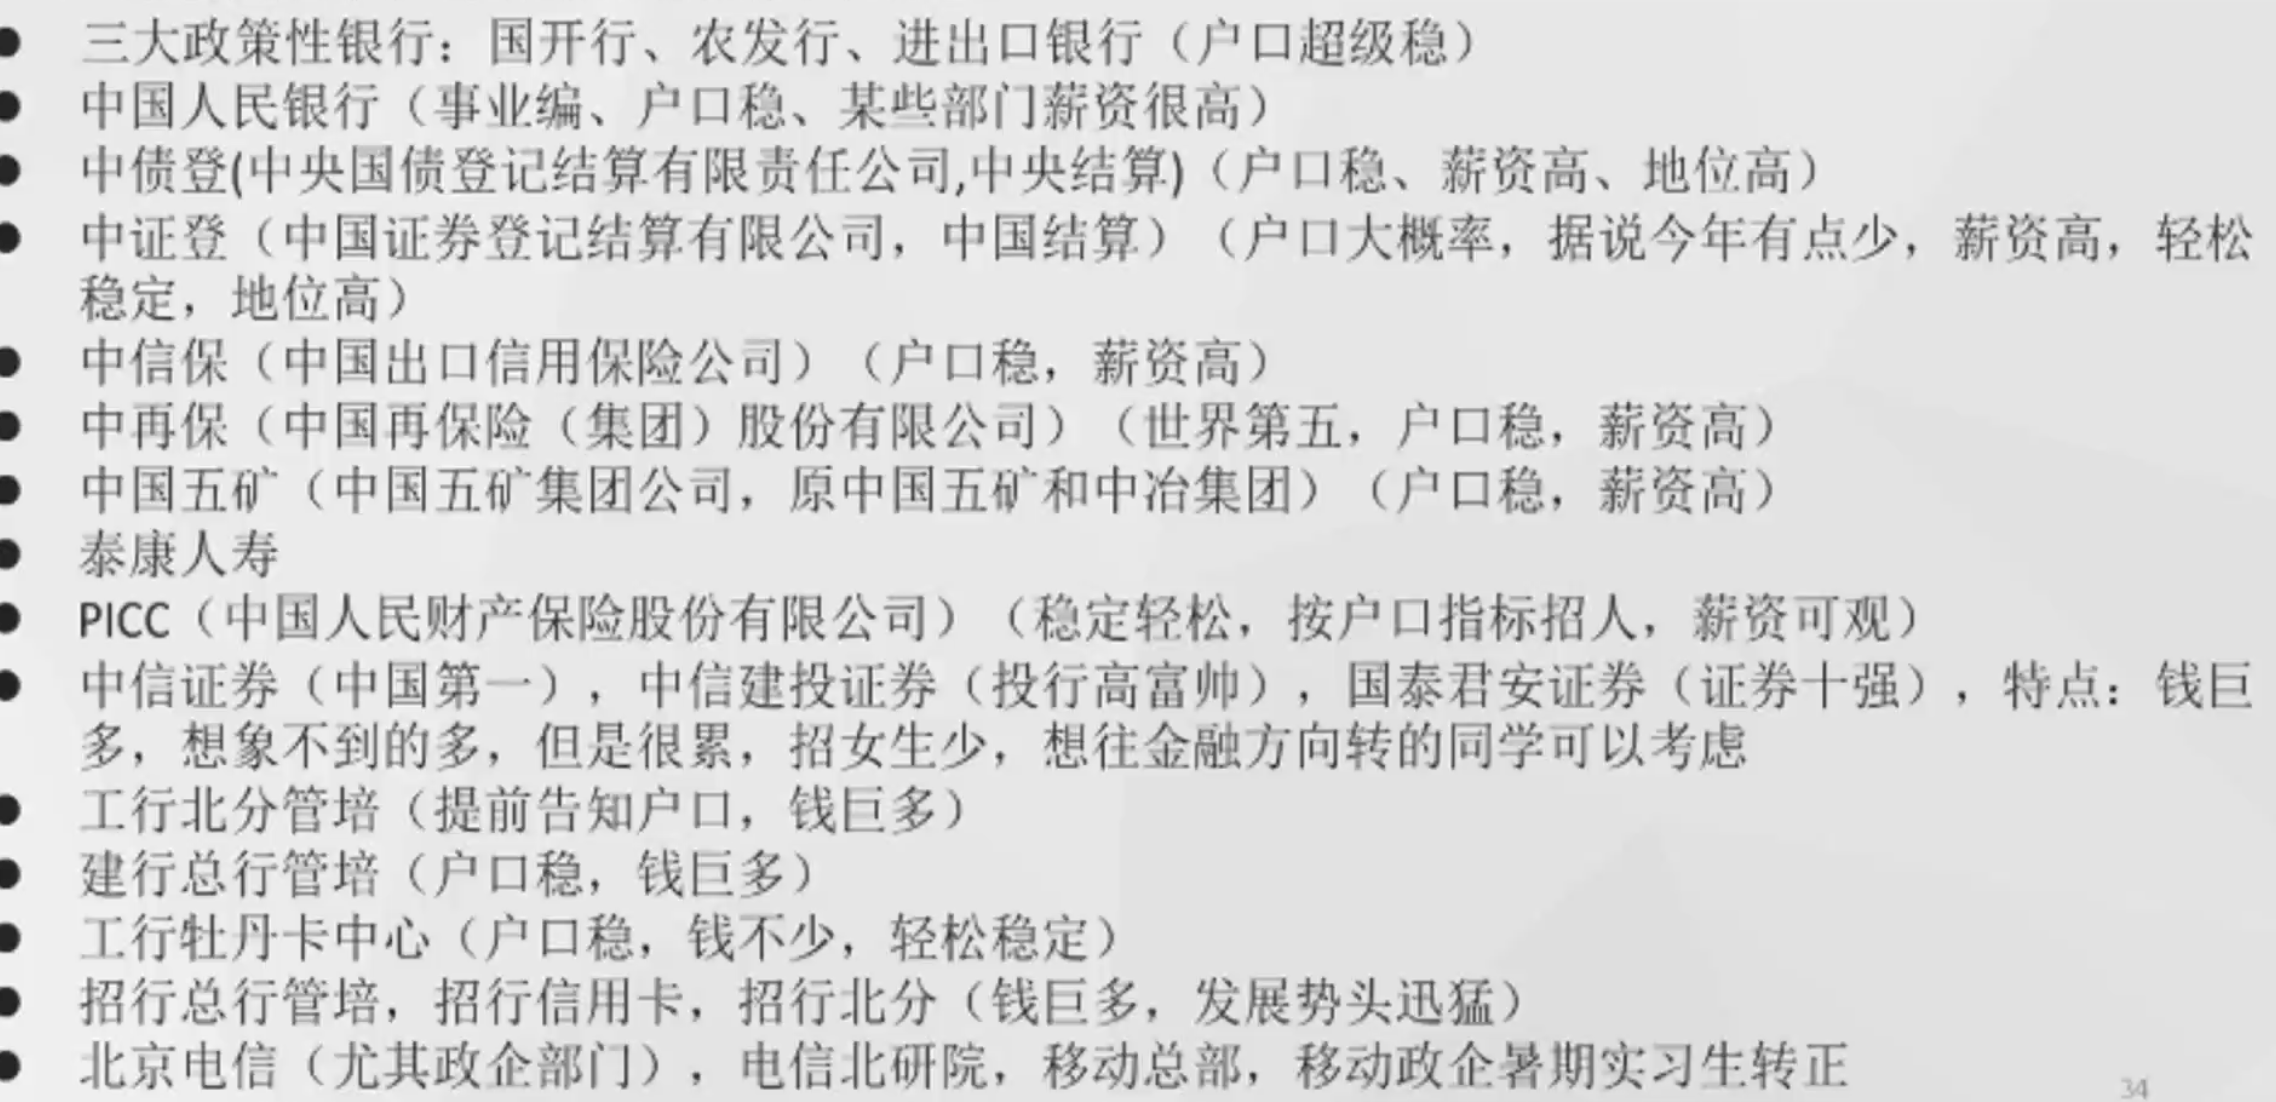 ● 三大政策性银行：国开行、农发行、进出口银行（户口超级稳）
● 中国人民银行（事业编、户口稳、某些部门薪资很高）
● 中债登(中央国债登记结算有限责任公司,中央结算)（户口稳、薪资高、地位高）
● 中证登（中国证券登记结算有限公司，中国结算）（户口大概率，据说今年有点少，薪资高，轻松
稳定，地位高）
● 中信保（中国出口信用保险公司）（户口稳，薪资高）
● 中再保（中国再保险（集团）股份有限公司）（世界第五，户口稳，薪资高）
● 中国五矿（中国五矿集团公司，原中国五矿和中冶集团）（户口稳，薪资高）
● 泰康人寿
● PICC（中国人民财产保险股份有限公司）（稳定轻松，按户口指标招人，薪资可观）
● 中信证券（中国第一），中信建投证券（投行高富帅），国泰君安证券（证券十强），特点：钱巨
多，想象不到的多，但是很累，招女生少，想往金融方向转的同学可以考虑
● 工行北分管培（提前告知户口，钱巨多）
● 建行总行管培（户口稳，钱巨多）
● 工行牡丹卡中心（户口稳，钱不少，轻松稳定）
● 招行总行管培，招行信用卡，招行北分（钱巨多，发展势头迅猛）
● 北京电信（尤其政企部门），电信北研院，移动总部，移动政企暑期实习生转正
34